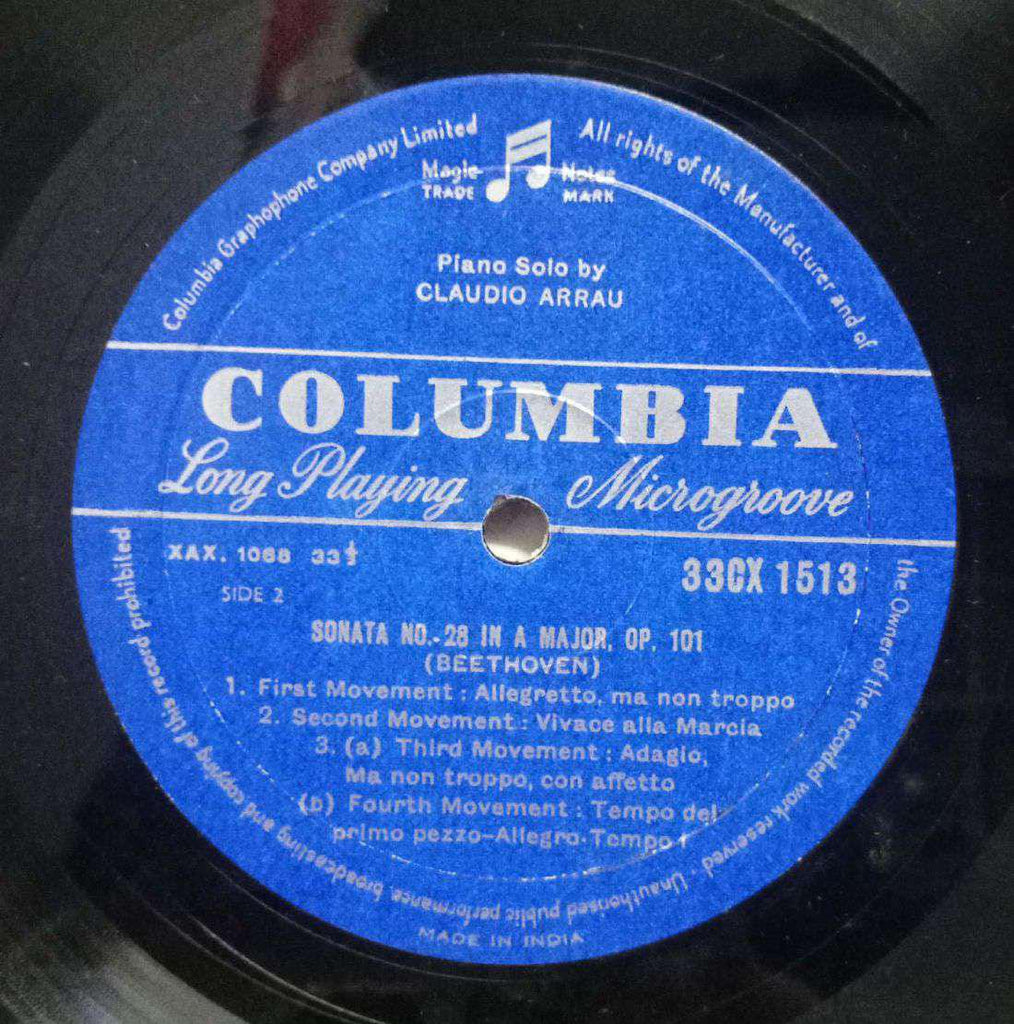 Columbia Graphophone Company Limited
All rights of the Manufacturer and of
the Owner of the recorded work reserved · Unauthorised public performance broadcasting and copying of this record prohibited
Magic Notes
TRADE MARK
Piano Solo by
CLAUDIO ARRAU
COLUMBIA
Long Playing Microgroove
XAX. 1088 33⅓
33CX 1513
SIDE 2
SONATA NO.-28 IN A MAJOR, OP. 101
(BEETHOVEN)
1. First Movement : Allegretto, ma non troppo
2. Second Movement : Vivace alla Marcia
3. (a) Third Movement : Adagio,
Ma non troppo, con affetto
(b) Fourth Movement : Tempo del
primo pezzo–Allegro-Tempo I
MADE IN INDIA